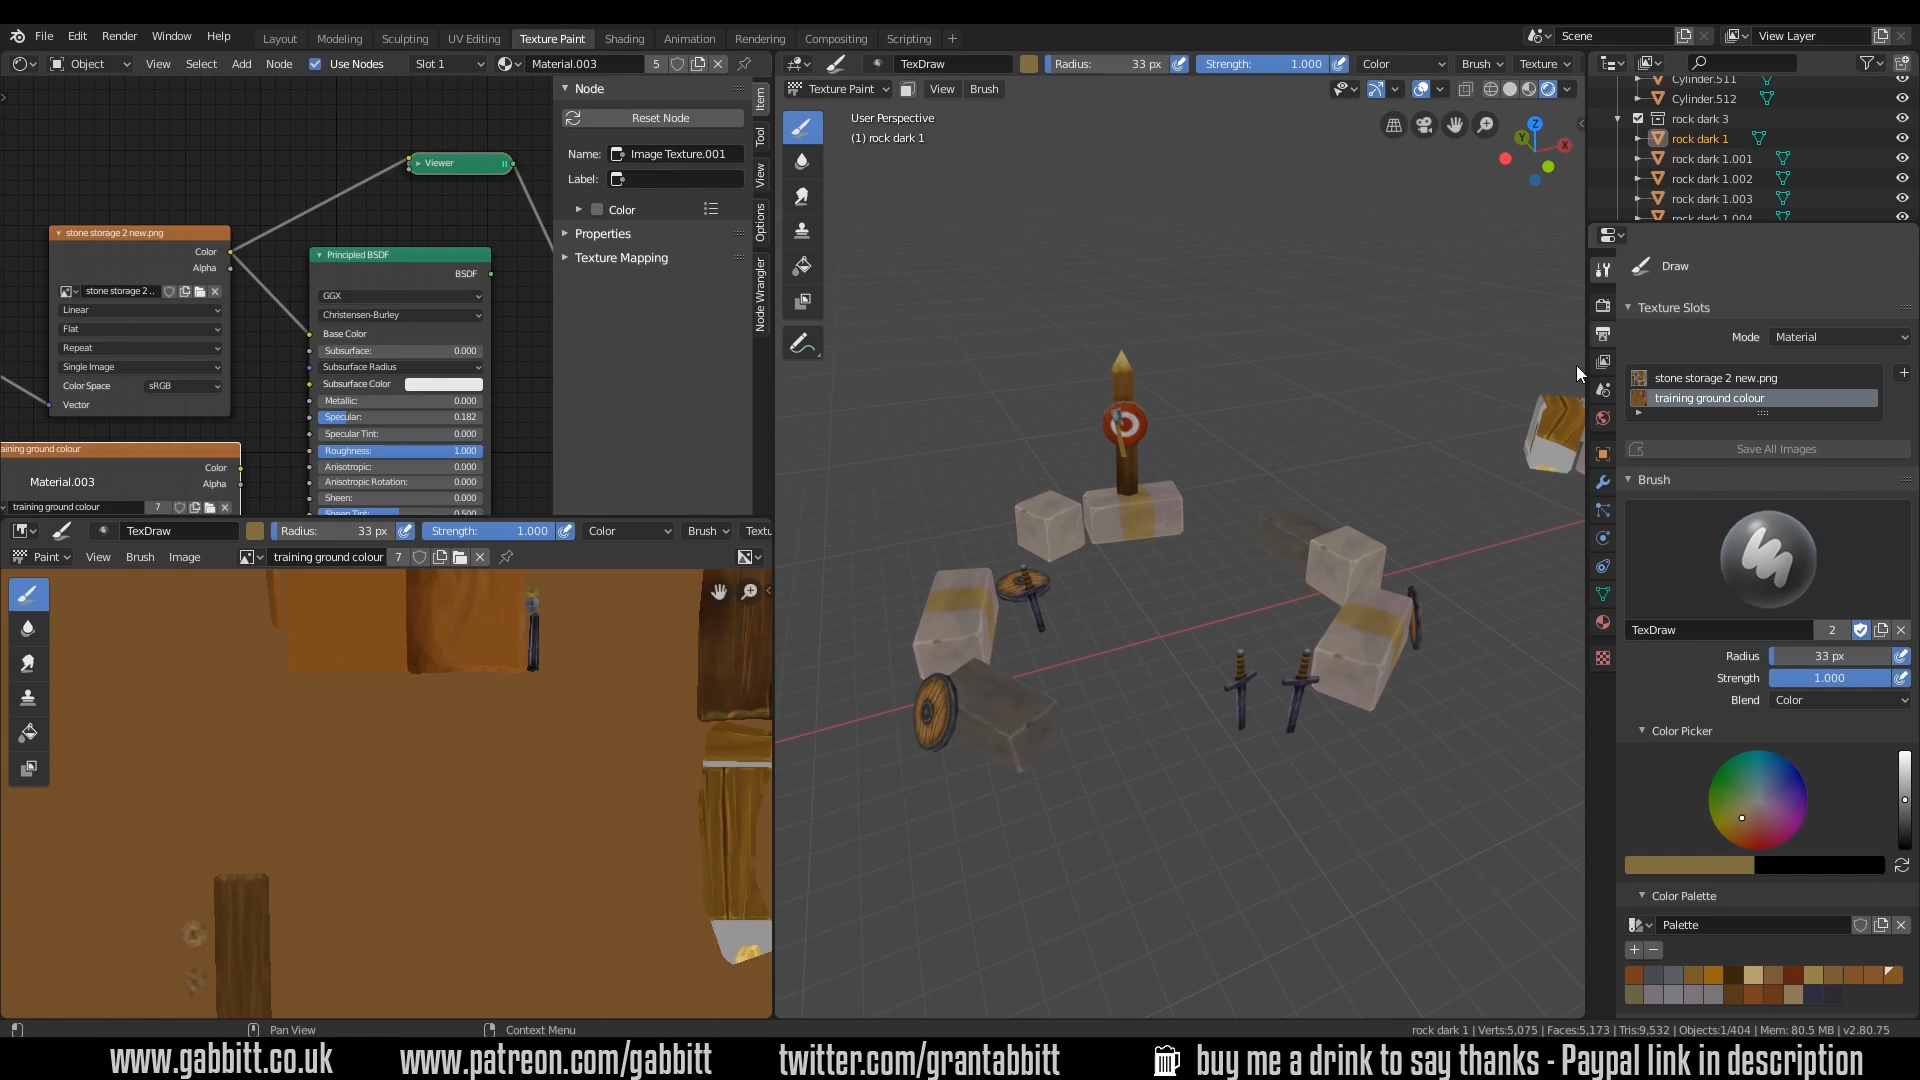 File Edit Render Window Help Layout Modeling Sculpting UV Editing Texture Paint Shading Animation Rendering Compositing Scripting Scene View Layer
Object View Select Add Node Use Nodes Slot 1 Material.003 5
TexDraw Radius: 33 px Strength: 1.000 Color Brush Texture
Texture Paint View Brush
User Perspective
(1) rock dark 1
Z
Y
X
Node
Reset Node
Name: Image Texture.001
Label:
Color
Properties
Texture Mapping
Item
Tool
View
Options
Node Wrangler
Viewer
stone storage 2 new.png
Color
Alpha
stone storage 2 ..
Linear
Flat
Repeat
Single Image
Color Space sRGB
Vector
Principled BSDF
BSDF
GGX
Christensen-Burley
Base Color
Subsurface: 0.000
Subsurface Radius
Subsurface Color
Metallic: 0.000
Specular: 0.182
Specular Tint: 0.000
Roughness: 1.000
Anisotropic: 0.000
Anisotropic Rotation: 0.000
Sheen: 0.000
Sheen Tint: 0.500
aining ground colour
Color
Alpha
Material.003
training ground colour 7
TexDraw Radius: 33 px Strength: 1.000 Color Brush Textu
Paint View Brush Image training ground colour 7
Cylinder.511
Cylinder.512
rock dark 3
rock dark 1
rock dark 1.001
rock dark 1.002
rock dark 1.003
rock dark 1.004
Draw
Texture Slots
Mode Material
stone storage 2 new.png
training ground colour
Save All Images
Brush
TexDraw 2
Radius 33 px
Strength 1.000
Blend Color
Color Picker
Color Palette
Palette
Pan View Context Menu
rock dark 1 | Verts:5,075 | Faces:5,173 | Tris:9,532 | Objects:1/404 | Mem: 80.5 MB | v2.80.75
www.gabbitt.co.uk www.patreon.com/gabbitt twitter.com/grantabbitt buy me a drink to say thanks - Paypal link in description